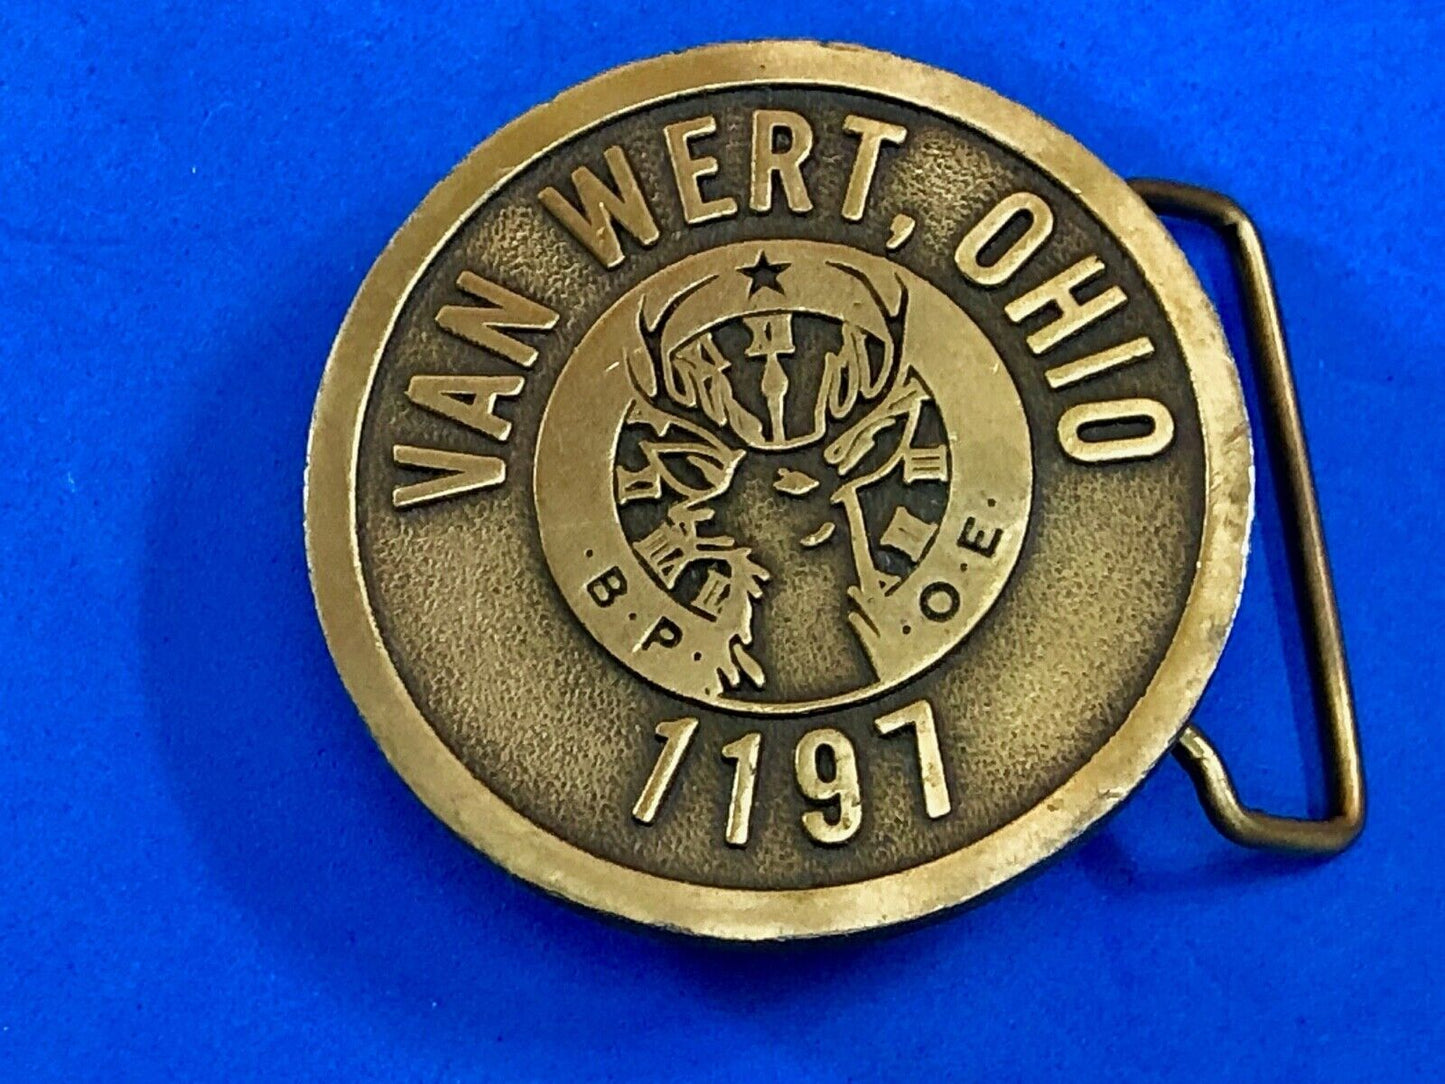 VAN WERT, OHIO
·B·P· ·O·E·
1197